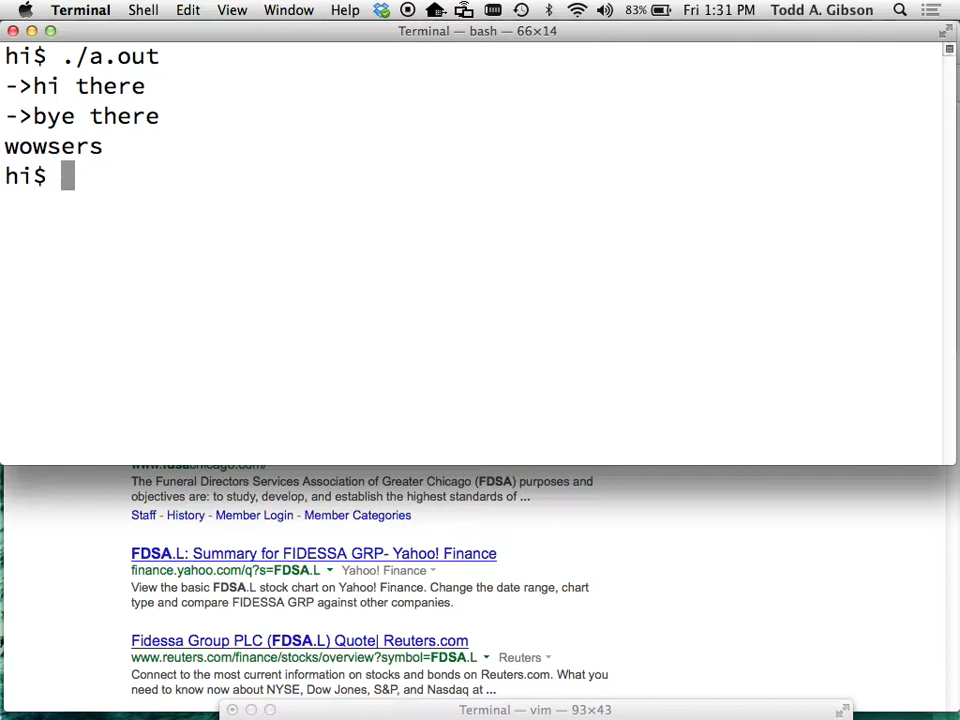 Terminal Shell Edit View Window Help 83% Fri 1:31 PM Todd A. Gibson
Terminal — bash — 66×14
hi$ ./a.out
->hi there
->bye there
wowsers
hi$
www.fdsachicago.com/
The Funeral Directors Services Association of Greater Chicago (FDSA) purposes and
objectives are: to study, develop, and establish the highest standards of ...
Staff - History - Member Login - Member Categories
FDSA.L: Summary for FIDESSA GRP- Yahoo! Finance
finance.yahoo.com/q?s=FDSA.L Yahoo! Finance
View the basic FDSA.L stock chart on Yahoo! Finance. Change the date range, chart
type and compare FIDESSA GRP against other companies.
Fidessa Group PLC (FDSA.L) Quote| Reuters.com
www.reuters.com/finance/stocks/overview?symbol=FDSA.L Reuters
Connect to the most current information on stocks and bonds on Reuters.com. Here you
need to know now about NYSE, Dow Jones, S&P, and Nasdaq at ...
Terminal — vim — 93×43